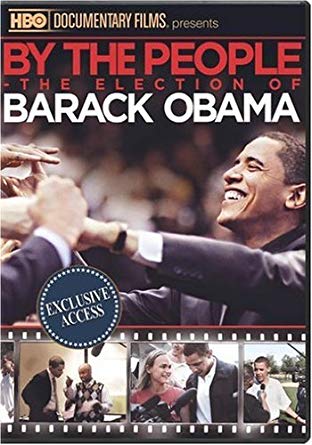 HBO DOCUMENTARY FILMS® presents
BY THE PEOPLE
-THE ELECTION OF
BARACK OBAMA
EXCLUSIVE
ACCESS